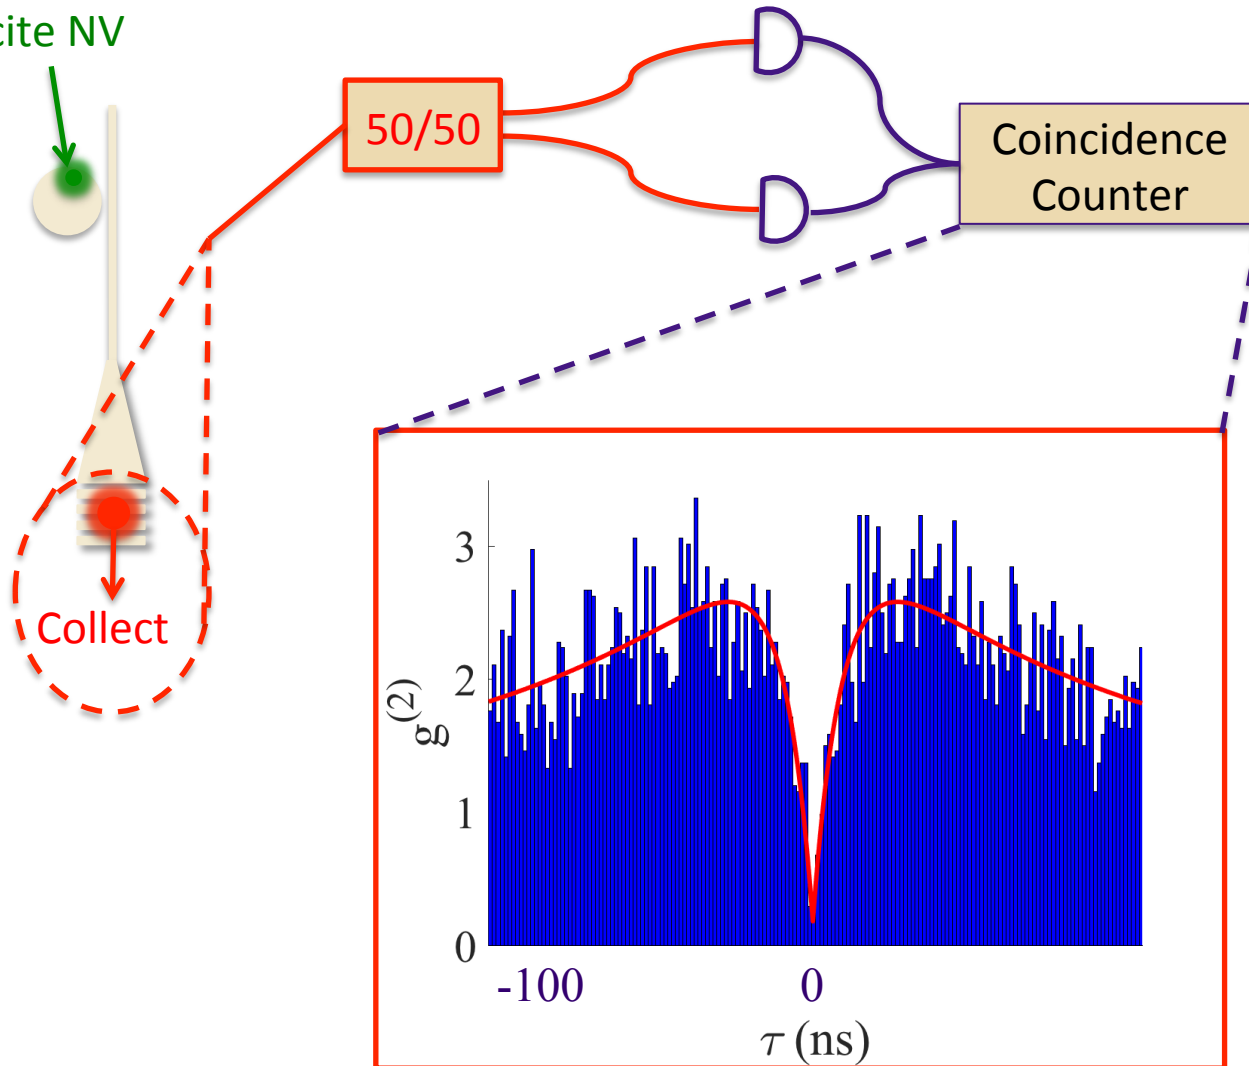 cite NV
50/50
Coincidence
Counter
Collect
3
2
1
0
g(2)
-100
0
τ (ns)